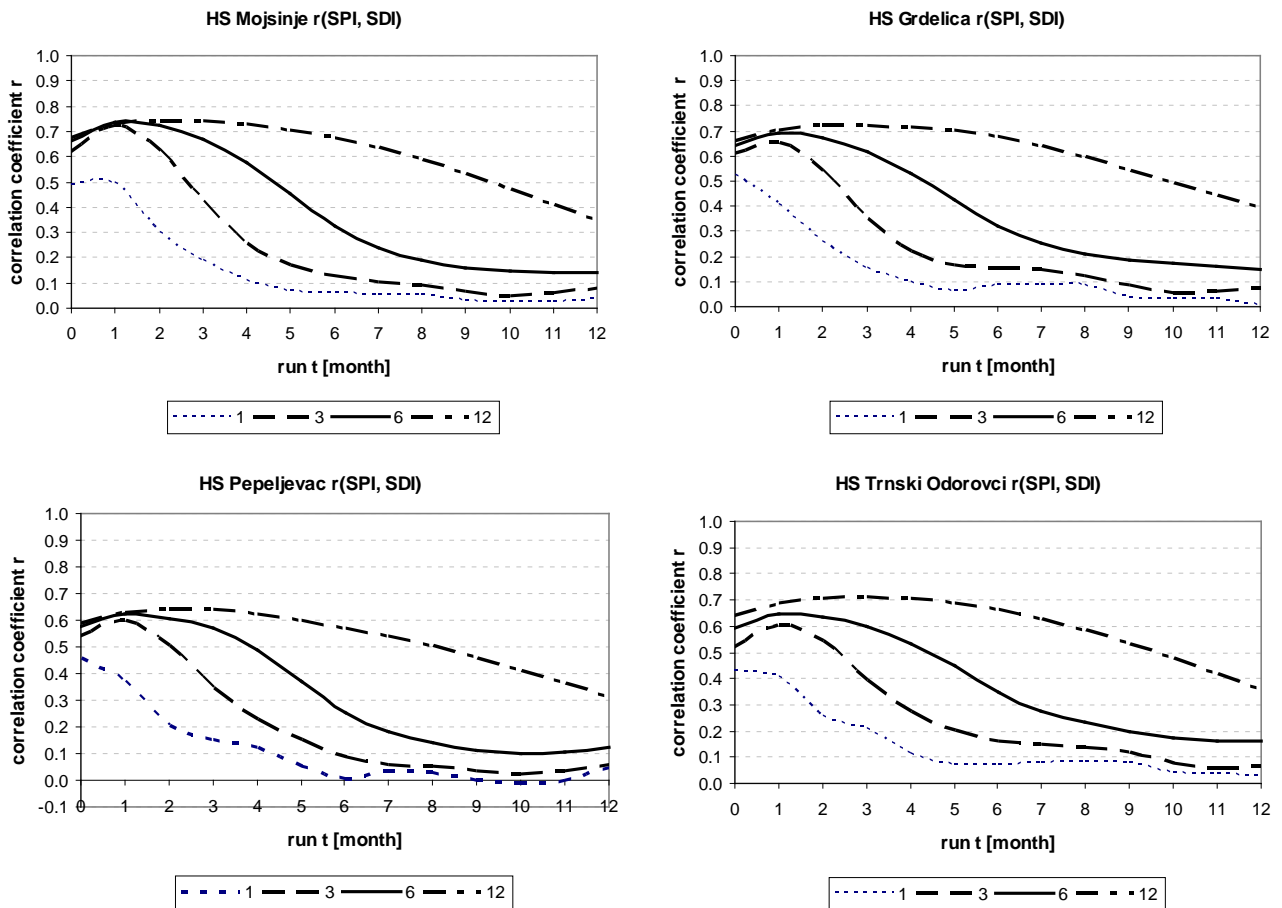 HS Mojsinje r(SPI, SDI)
correlation coefficient r
1.0
0.9
0.8
0.7
0.6
0.5
0.4
0.3
0.2
0.1
0.0
0 1 2 3 4 5 6 7 8 9 10 11 12
run t [month]
1 3 6 12
HS Grdelica r(SPI, SDI)
correlation coefficient r
1.0
0.9
0.8
0.7
0.6
0.5
0.4
0.3
0.2
0.1
0.0
0 1 2 3 4 5 6 7 8 9 10 11 12
run t [month]
1 3 6 12
HS Pepeljevac r(SPI, SDI)
correlation coefficient r
1.0
0.9
0.8
0.7
0.6
0.5
0.4
0.3
0.2
0.1
0.0
-0.1
0 1 2 3 4 5 6 7 8 9 10 11 12
run t [month]
1 3 6 12
HS Trnski Odorovci r(SPI, SDI)
correlation coefficient r
1.0
0.9
0.8
0.7
0.6
0.5
0.4
0.3
0.2
0.1
0.0
0 1 2 3 4 5 6 7 8 9 10 11 12
run t [month]
1 3 6 12